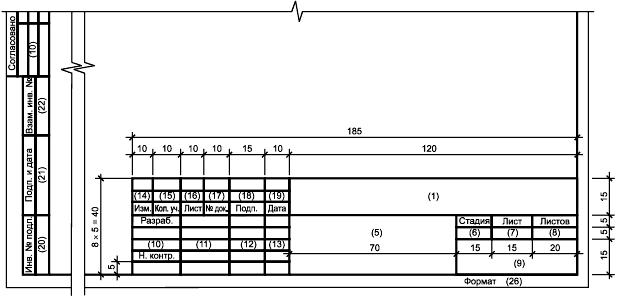 Согласовано
(10)
Взам. инв. №
(22)
Подп. и дата
(21)
Инв. № подл.
(20)
185
10 10 10 10 15 10 120
8 x 5 = 40
5
(14) (15) (16) (17) (18) (19)
Изм. Кол. уч. Лист № док. Подп. Дата
Разраб.
(10) (11) (12) (13)
Н. контр.
(1)
(5)
70
Стадия Лист Листов
(6) (7) (8)
15 15 20
(9)
15
5
5
15
Формат (26)